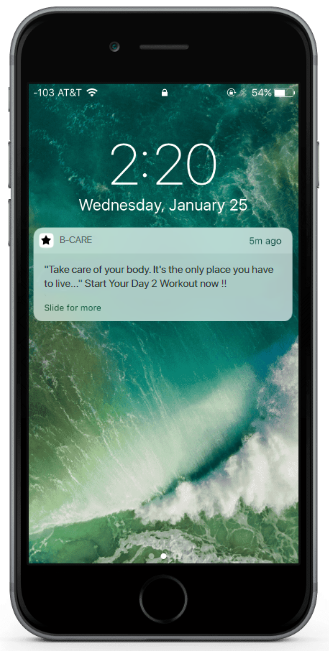 -103 AT&T 54%
2:20
Wednesday, January 25
B-CARE 5m ago
"Take care of your body. It's the only place you have
to live..." Start Your Day 2 Workout now !!
Slide for more